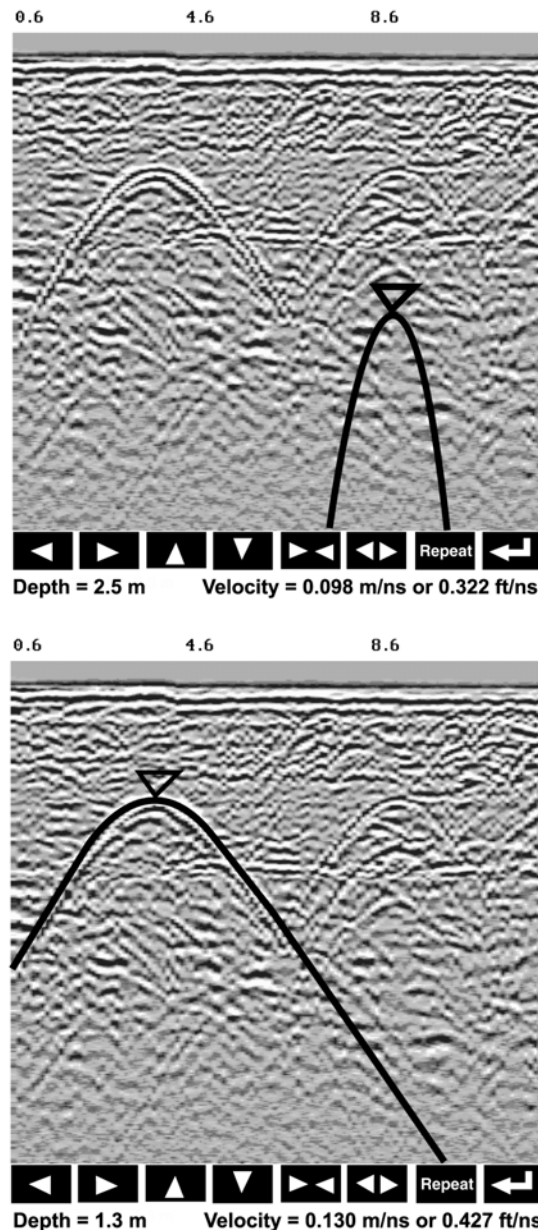 0.6 4.6 8.6
Repeat
Depth = 2.5 m Velocity = 0.098 m/ns or 0.322 ft/ns
0.6 4.6 8.6
Repeat
Depth = 1.3 m Velocity = 0.130 m/ns or 0.427 ft/ns